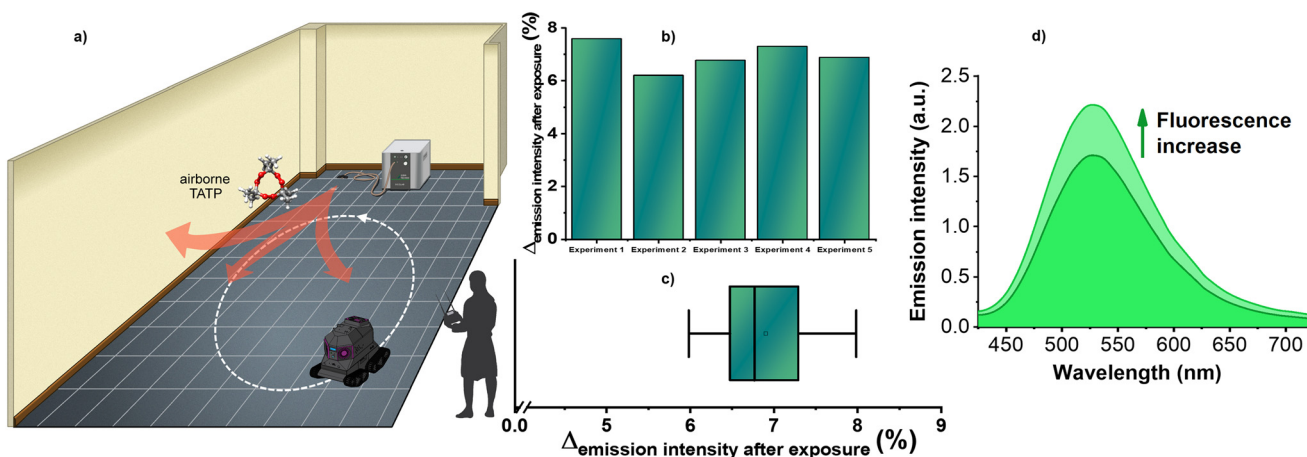 a)
airborne
TATP
b)
Δemission intensity after exposure (%)
8
6
4
2
0
Experiment 1 Experiment 2 Experiment 3 Experiment 4 Experiment 5
c)
0.0 5 6 7 8 9
Δemission intensity after exposure (%)
d)
Emission intensity (a.u.)
2.5
2.0
1.5
1.0
0.5
0.0
Fluorescence
increase
450 500 550 600 650 700
Wavelength (nm)